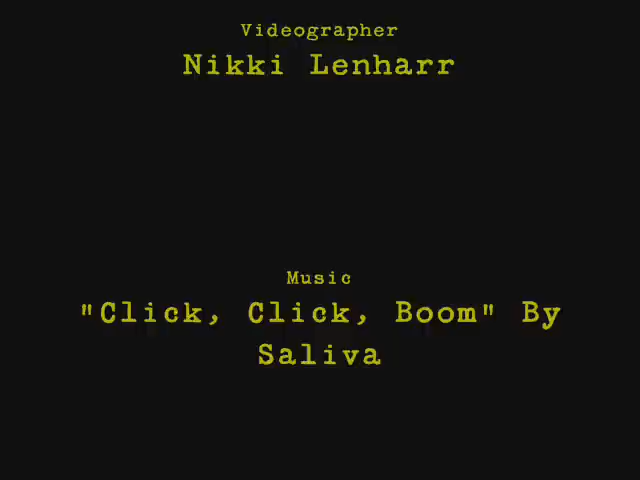 Videographer
Nikki Lenharr
Music
"Click, Click, Boom" By
Saliva